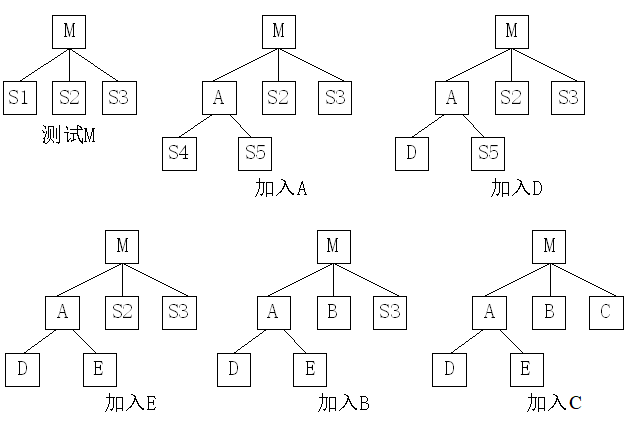 M
S1 S2 S3
测试M
M
A S2 S3
S4 S5
加入A
M
A S2 S3
D S5
加入D
M
A S2 S3
D E
加入E
M
A B S3
D E
加入B
M
A B C
D E
加入C